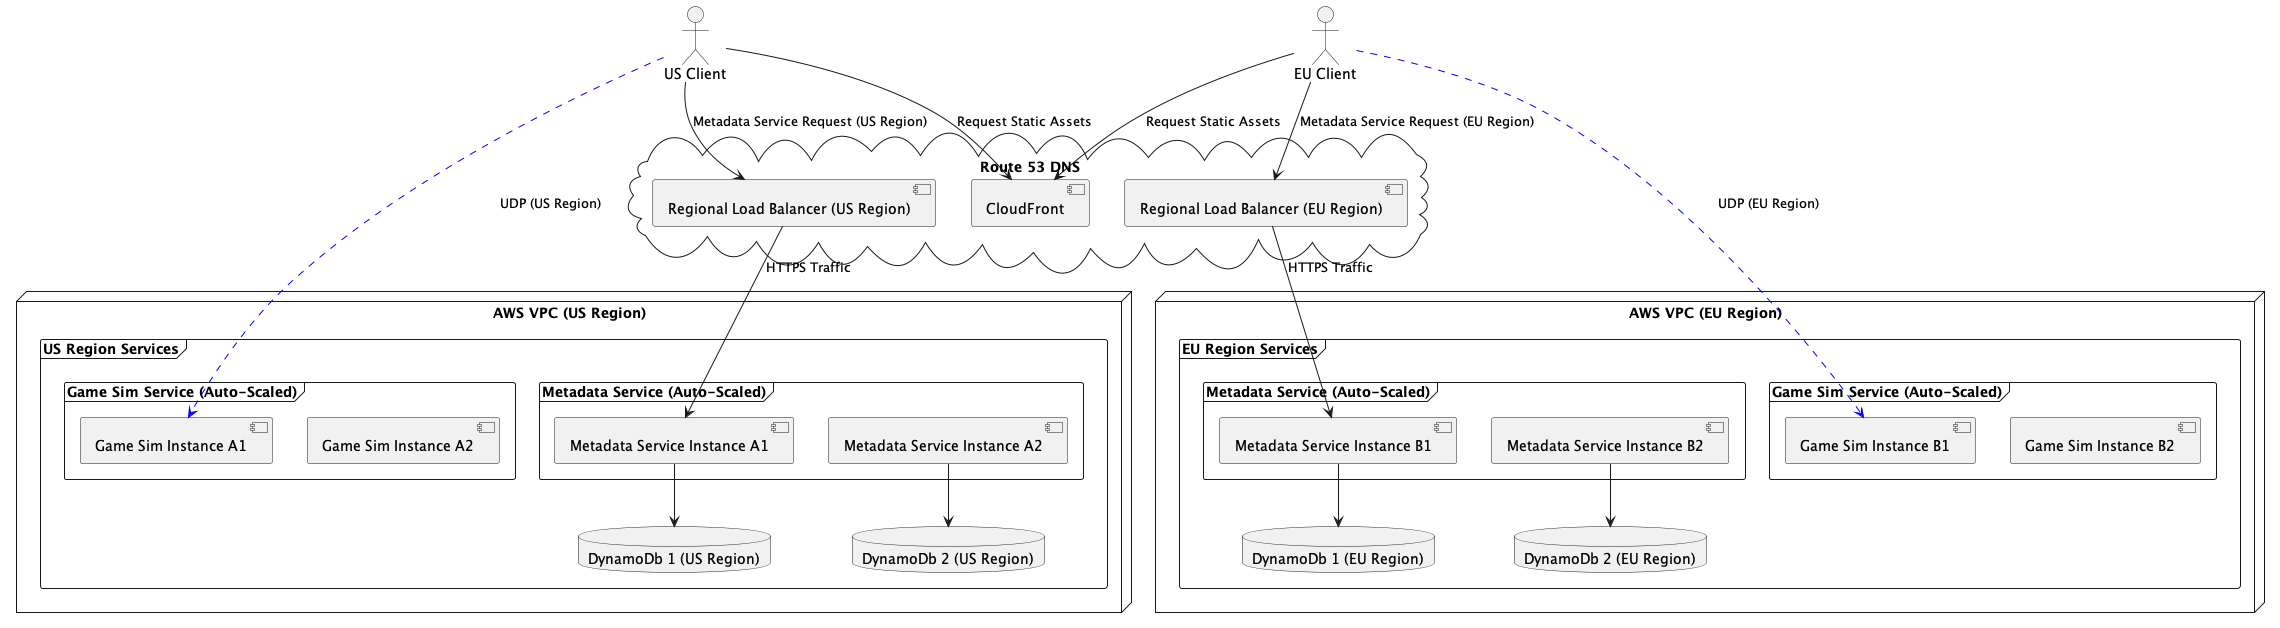 US Client
EU Client
Metadata Service Request (US Region)
Request Static Assets
Request Static Assets
Metadata Service Request (EU Region)
Route 53 DNS
UDP (US Region)
Regional Load Balancer (US Region)
CloudFront
Regional Load Balancer (EU Region)
UDP (EU Region)
HTTPS Traffic
HTTPS Traffic
AWS VPC (US Region)
AWS VPC (EU Region)
US Region Services
EU Region Services
Game Sim Service (Auto-Scaled)
Metadata Service (Auto-Scaled)
Metadata Service (Auto-Scaled)
Game Sim Service (Auto-Scaled)
Game Sim Instance A1
Game Sim Instance A2
Metadata Service Instance A1
Metadata Service Instance A2
Metadata Service Instance B1
Metadata Service Instance B2
Game Sim Instance B1
Game Sim Instance B2
DynamoDb 1 (US Region)
DynamoDb 2 (US Region)
DynamoDb 1 (EU Region)
DynamoDb 2 (EU Region)